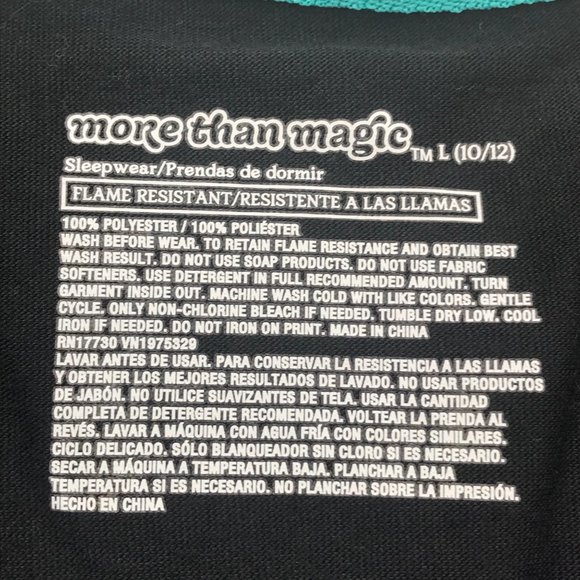 more than magic TM L (10/12)
Sleepwear/Prendas de dormir
FLAME RESISTANT/RESISTENTE A LAS LLAMAS
100% POLYESTER / 100% POLIÉSTER
WASH BEFORE WEAR. TO RETAIN FLAME RESISTANCE AND OBTAIN BEST
WASH RESULT. DO NOT USE SOAP PRODUCTS. DO NOT USE FABRIC
SOFTENERS. USE DETERGENT IN FULL RECOMMENDED AMOUNT. TURN
GARMENT INSIDE OUT. MACHINE WASH COLD WITH LIKE COLORS. GENTLE
CYCLE. ONLY NON-CHLORINE BLEACH IF NEEDED. TUMBLE DRY LOW. COOL
IRON IF NEEDED. DO NOT IRON ON PRINT. MADE IN CHINA
RN17730 VN1975329
LAVAR ANTES DE USAR. PARA CONSERVAR LA RESISTENCIA A LAS LLAMAS
Y OBTENER LOS MEJORES RESULTADOS DE LAVADO. NO USAR PRODUCTOS
DE JABÓN. NO UTILICE SUAVIZANTES DE TELA. USAR LA CANTIDAD
COMPLETA DE DETERGENTE RECOMENDADA. VOLTEAR LA PRENDA AL
REVÉS. LAVAR A MÁQUINA CON AGUA FRÍA CON COLORES SIMILARES.
CICLO DELICADO. SÓLO BLANQUEADOR SIN CLORO SI ES NECESARIO.
SECAR A MÁQUINA A TEMPERATURA BAJA. PLANCHAR A BAJA
TEMPERATURA SI ES NECESARIO. NO PLANCHAR SOBRE LA IMPRESIÓN.
HECHO EN CHINA